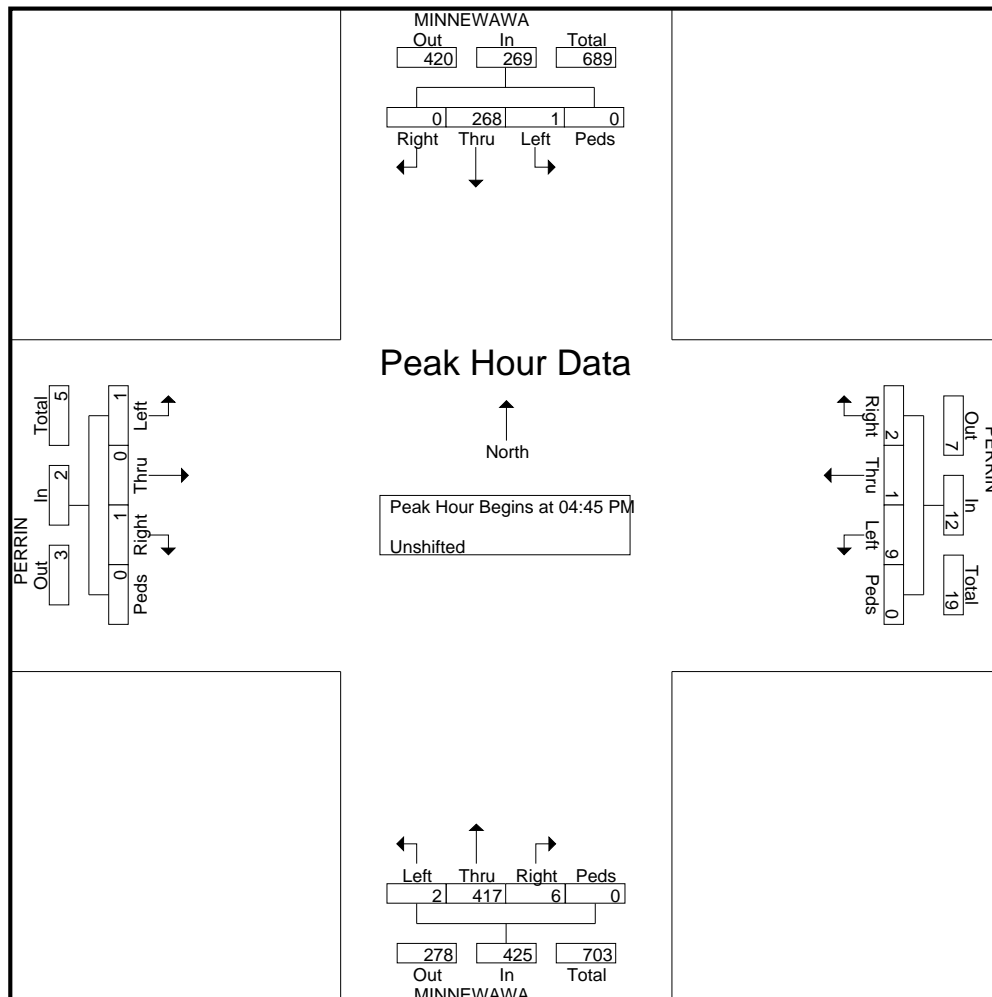 MINNEWAWA
Out In Total
420 269 689
0 268 1 0
Right Thru Left Peds
Peak Hour Data
North
Peak Hour Begins at 04:45 PM
Unshifted
PERRIN
Out In Total
3 2 5
1 0 1 0
Left Thru Right Peds
PERRIN
Out In Total
7 12 19
2 1 9 0
Right Thru Left Peds
Left Thru Right Peds
2 417 6 0
278 425 703
Out In Total
MINNEWAWA